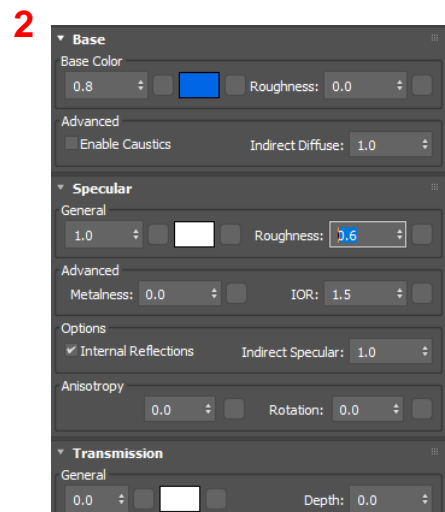 2
Base
Base Color
0.8 Roughness: 0.0
Advanced
Enable Caustics Indirect Diffuse: 1.0
Specular
General
1.0 Roughness: 0.6
Advanced
Metalness: 0.0 IOR: 1.5
Options
Internal Reflections Indirect Specular: 1.0
Anisotropy
0.0 Rotation: 0.0
Transmission
General
0.0 Depth: 0.0